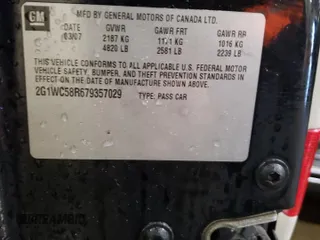 GM
MFD BY GENERAL MOTORS OF CANADA LTD.
DATE GVWR GAWR FRT GAWR RR
03/07 2187 KG 1171 KG 1016 KG
4820 LB 2581 LB 2239 LB
THIS VEHICLE CONFORMS TO ALL APPLICABLE U.S. FEDERAL MOTOR
VEHICLE SAFETY, BUMPER, AND THEFT PREVENTION STANDARDS IN
EFFECT ON THE DATE OF MANUFACTURE SHOWN ABOVE.
2G1WC58R679357029 TYPE: PASS CAR